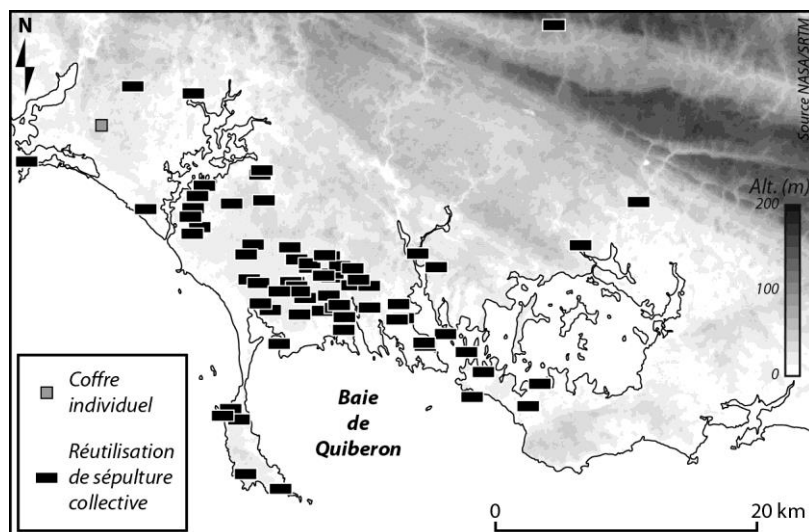 N
Source NASA/SRTM
Alt. (m)
200
100
0
Coffre
individuel
Réutilisation
de sépulture
collective
Baie
de
Quiberon
0
20 km